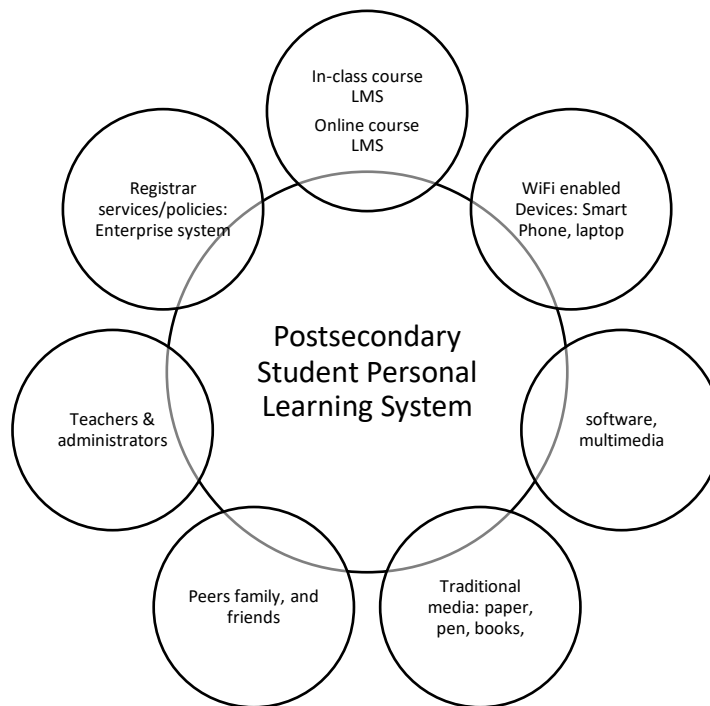 In-class course
LMS
Online course
LMS
WiFi enabled
Devices: Smart
Phone, laptop
software,
multimedia
Traditional
media: paper,
pen, books,
Peers family, and
friends
Teachers &
administrators
Registrar
services/policies:
Enterprise system
Postsecondary
Student Personal
Learning System